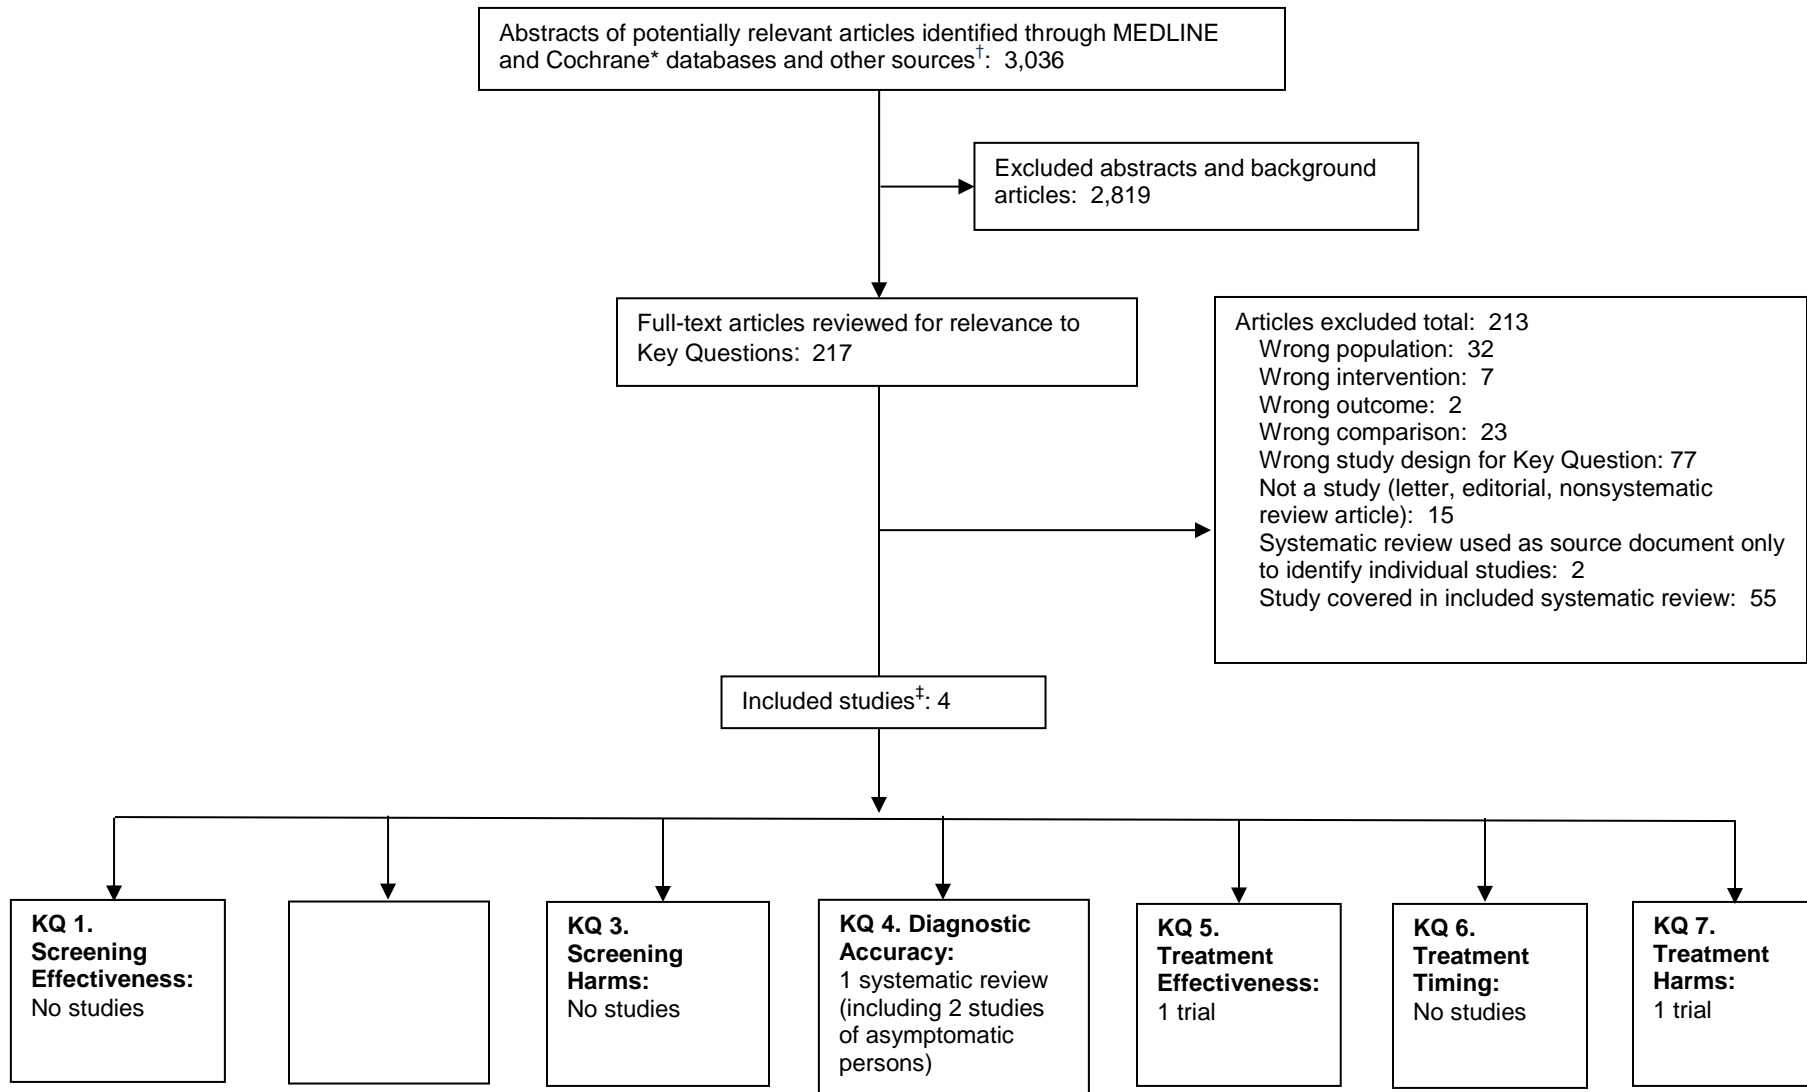 Abstracts of potentially relevant articles identified through MEDLINE
and Cochrane* databases and other sources†: 3,036
Excluded abstracts and background
articles: 2,819
Full-text articles reviewed for relevance to
Key Questions: 217
Articles excluded total: 213
Wrong population: 32
Wrong intervention: 7
Wrong outcome: 2
Wrong comparison: 23
Wrong study design for Key Question: 77
Not a study (letter, editorial, nonsystematic
review article): 15
Systematic review used as source document only
to identify individual studies: 2
Study covered in included systematic review: 55
Included studies‡: 4
KQ 1.
Screening
Effectiveness:
No studies
KQ 3.
Screening
Harms:
No studies
KQ 4. Diagnostic
Accuracy:
1 systematic review
(including 2 studies
of asymptomatic
persons)
KQ 5.
Treatment
Effectiveness:
1 trial
KQ 6.
Treatment
Timing:
No studies
KQ 7.
Treatment
Harms:
1 trial